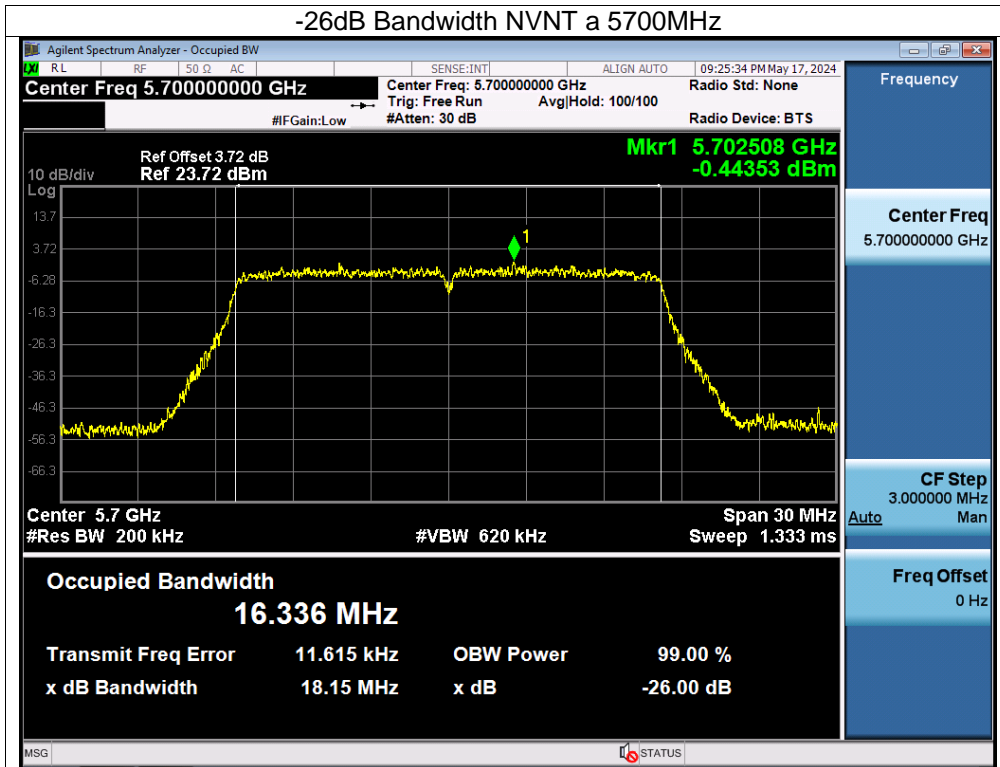 -26dB Bandwidth NVNT a 5700MHz
Agilent Spectrum Analyzer - Occupied BW
LXI RL RF 50 Ω AC SENSE:INT ALIGN AUTO 09:25:34 PM May 17, 2024
Center Freq 5.700000000 GHz
Center Freq: 5.700000000 GHz Radio Std: None
Trig: Free Run Avg|Hold: 100/100
#IFGain:Low #Atten: 30 dB Radio Device: BTS
Mkr1 5.702508 GHz
-0.44353 dBm
Ref Offset 3.72 dB
10 dB/div Ref 23.72 dBm
Log
13.7
3.72
-6.28
-16.3
-26.3
-36.3
-46.3
-56.3
-66.3
1
Center 5.7 GHz Span 30 MHz
#Res BW 200 kHz #VBW 620 kHz Sweep 1.333 ms
Occupied Bandwidth
16.336 MHz
Transmit Freq Error 11.615 kHz OBW Power 99.00 %
x dB Bandwidth 18.15 MHz x dB -26.00 dB
Frequency
Center Freq
5.700000000 GHz
CF Step
3.000000 MHz
Auto Man
Freq Offset
0 Hz
MSG STATUS